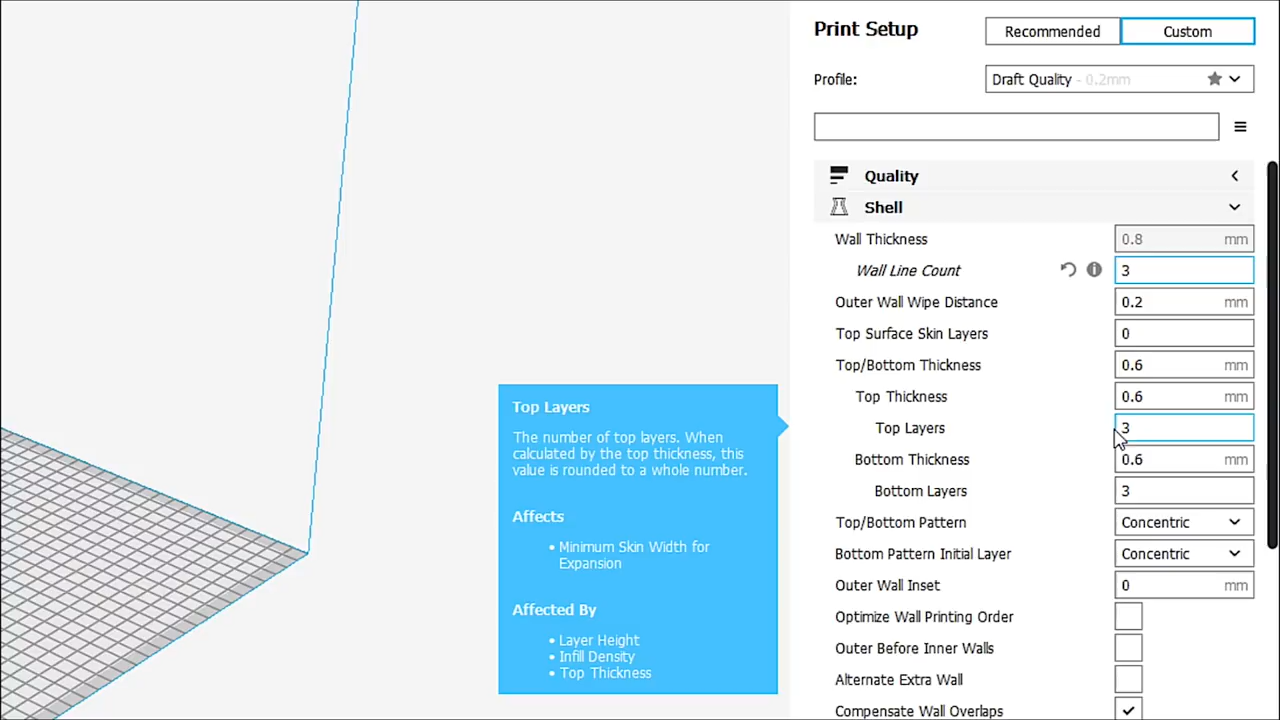 Print Setup
Recommended
Custom
Profile:
Draft Quality - 0.2mm
Quality
Shell
Wall Thickness
0.8 mm
Wall Line Count
3
Outer Wall Wipe Distance
0.2 mm
Top Surface Skin Layers
0
Top/Bottom Thickness
0.6 mm
Top Thickness
0.6 mm
Top Layers
3
Bottom Thickness
0.6 mm
Bottom Layers
3
Top/Bottom Pattern
Concentric
Bottom Pattern Initial Layer
Concentric
Outer Wall Inset
0 mm
Optimize Wall Printing Order
Outer Before Inner Walls
Alternate Extra Wall
Compensate Wall Overlaps
Top Layers
The number of top layers. When
calculated by the top thickness, this
value is rounded to a whole number.
Affects
• Minimum Skin Width for
Expansion
Affected By
• Layer Height
• Infill Density
• Top Thickness